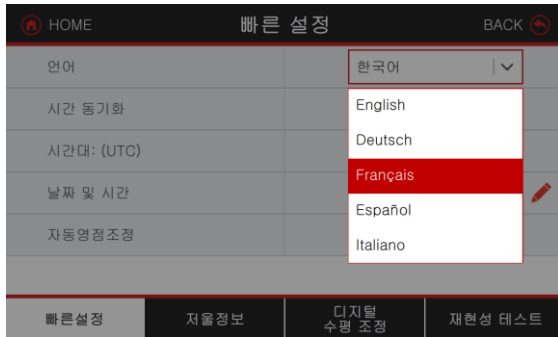 HOME
빠른 설정
BACK
언어
한국어
시간 동기화
English
시간대: (UTC)
Deutsch
Français
날짜 및 시간
Español
자동영점조정
Italiano
빠른설정
저울정보
디지털
수평 조정
재현성 테스트